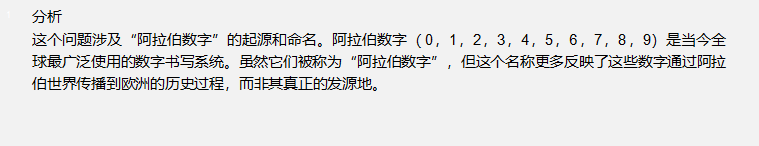 分析
这个问题涉及“阿拉伯数字”的起源和命名。阿拉伯数字（0，1，2，3，4，5，6，7，8，9）是当今全
球最广泛使用的数字书写系统。虽然它们被称为“阿拉伯数字”，但这个名称更多反映了这些数字通过阿拉
伯世界传播到欧洲的历史过程，而非其真正的发源地。